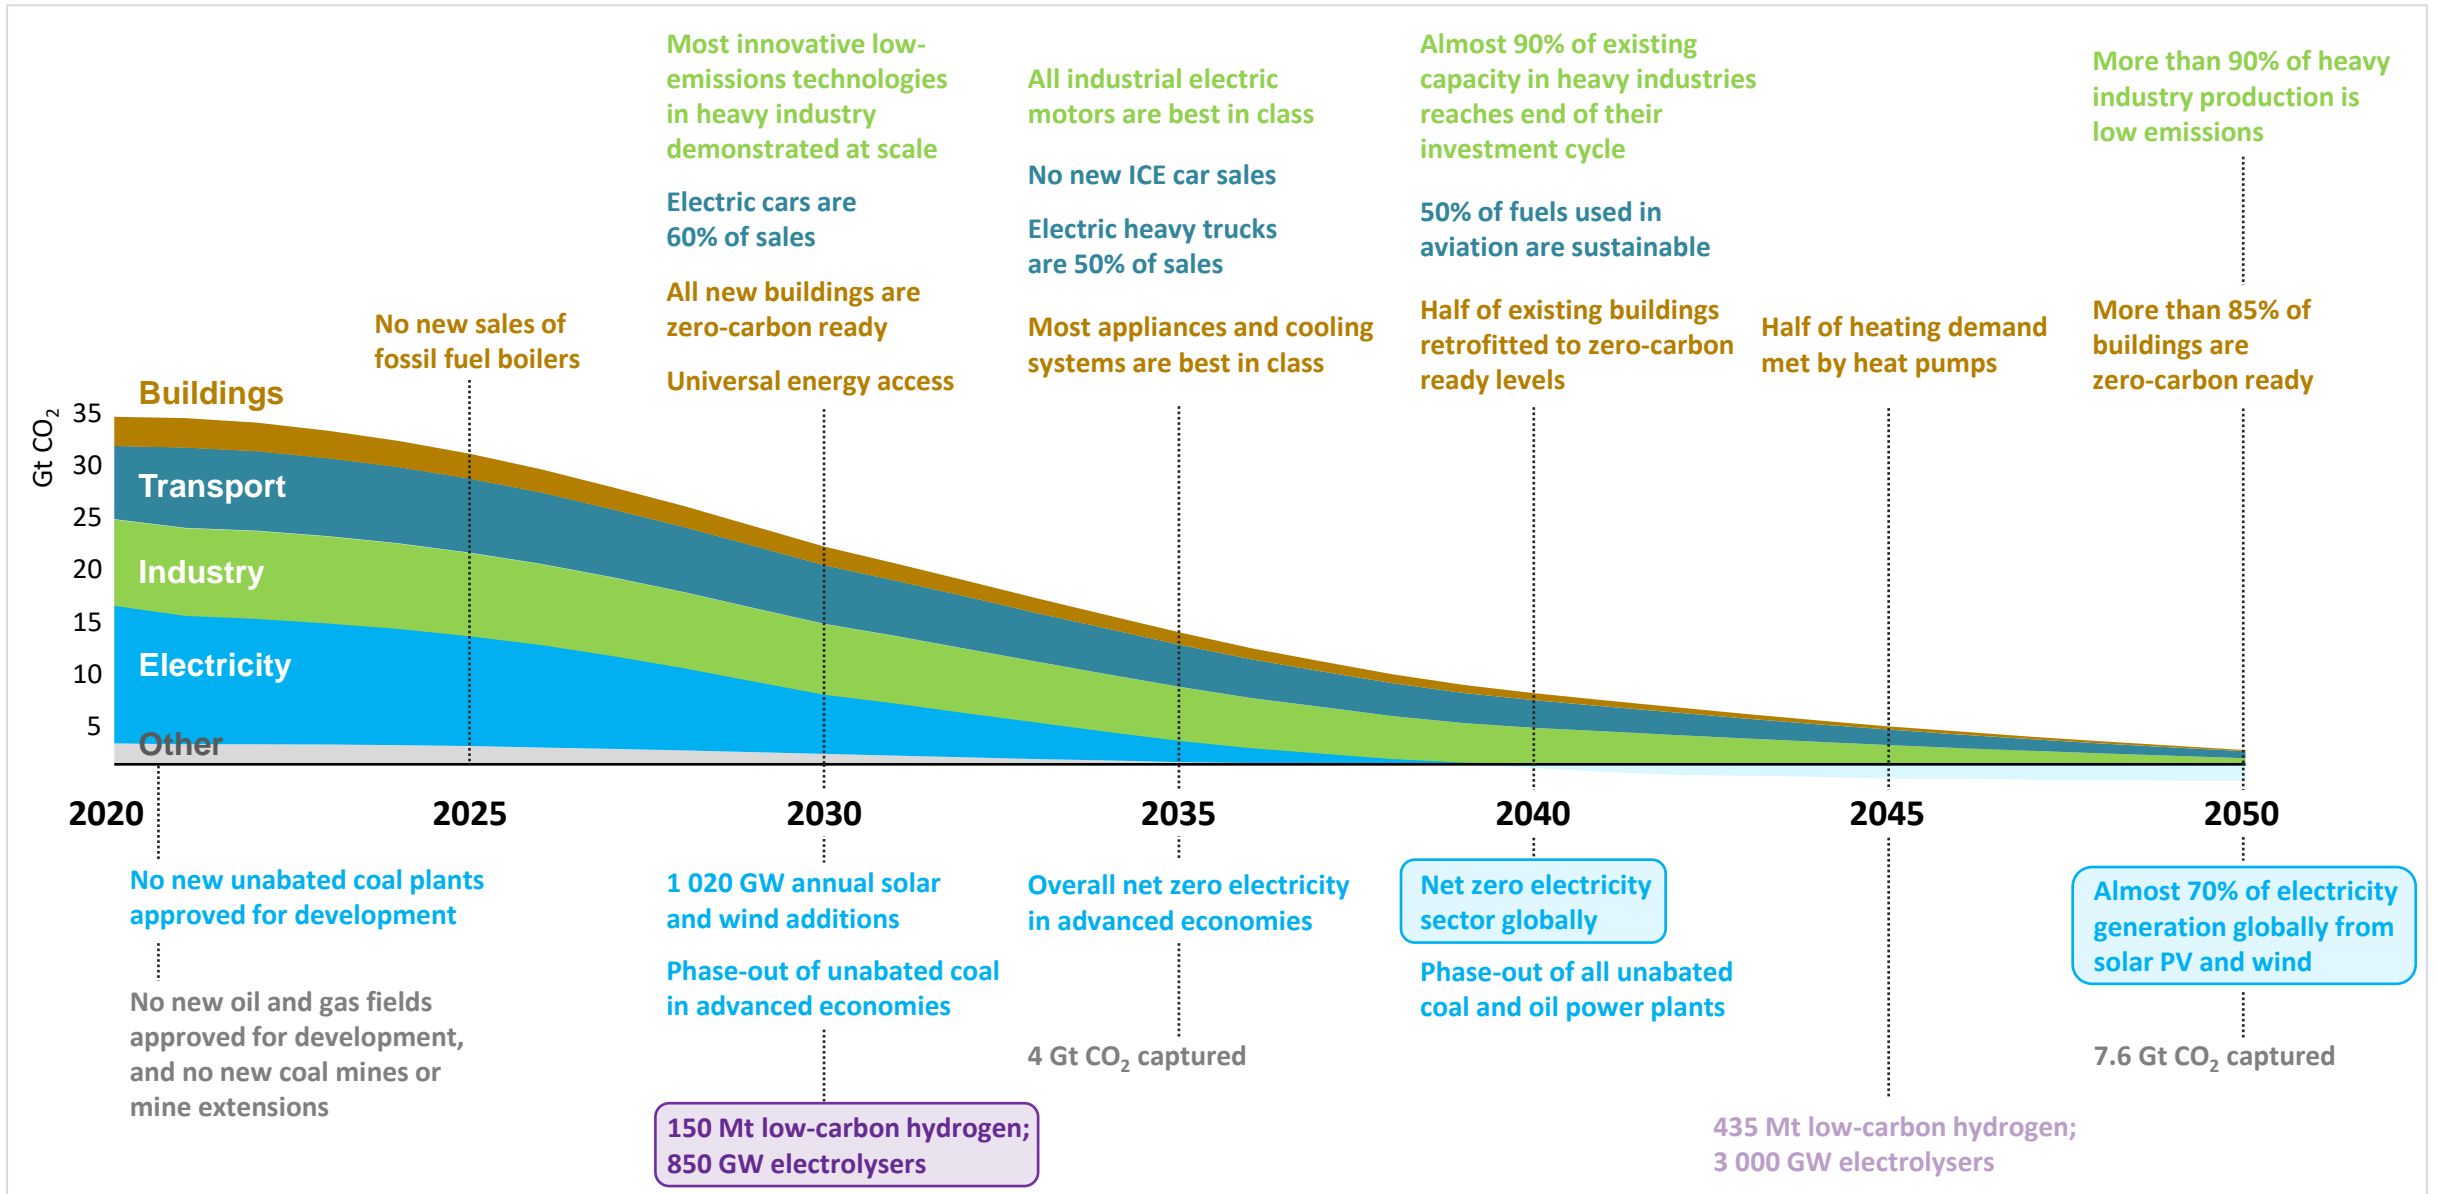 Most innovative low-
emissions technologies
in heavy industry
demonstrated at scale
Electric cars are
60% of sales
All new buildings are
zero-carbon ready
Universal energy access
All industrial electric
motors are best in class
No new ICE car sales
Electric heavy trucks
are 50% of sales
Most appliances and cooling
systems are best in class
Almost 90% of existing
capacity in heavy industries
reaches end of their
investment cycle
50% of fuels used in
aviation are sustainable
Half of existing buildings
retrofitted to zero-carbon
ready levels
Half of heating demand
met by heat pumps
More than 90% of heavy
industry production is
low emissions
More than 85% of
buildings are
zero-carbon ready
No new sales of
fossil fuel boilers
Gt CO₂
35
30
25
20
15
10
5
Buildings
Transport
Industry
Electricity
Other
2020
2025
2030
2035
2040
2045
2050
No new unabated coal plants
approved for development
No new oil and gas fields
approved for development,
and no new coal mines or
mine extensions
1 020 GW annual solar
and wind additions
Phase-out of unabated coal
in advanced economies
150 Mt low-carbon hydrogen;
850 GW electrolysers
Overall net zero electricity
in advanced economies
4 Gt CO₂ captured
Net zero electricity
sector globally
Phase-out of all unabated
coal and oil power plants
435 Mt low-carbon hydrogen;
3 000 GW electrolysers
Almost 70% of electricity
generation globally from
solar PV and wind
7.6 Gt CO₂ captured